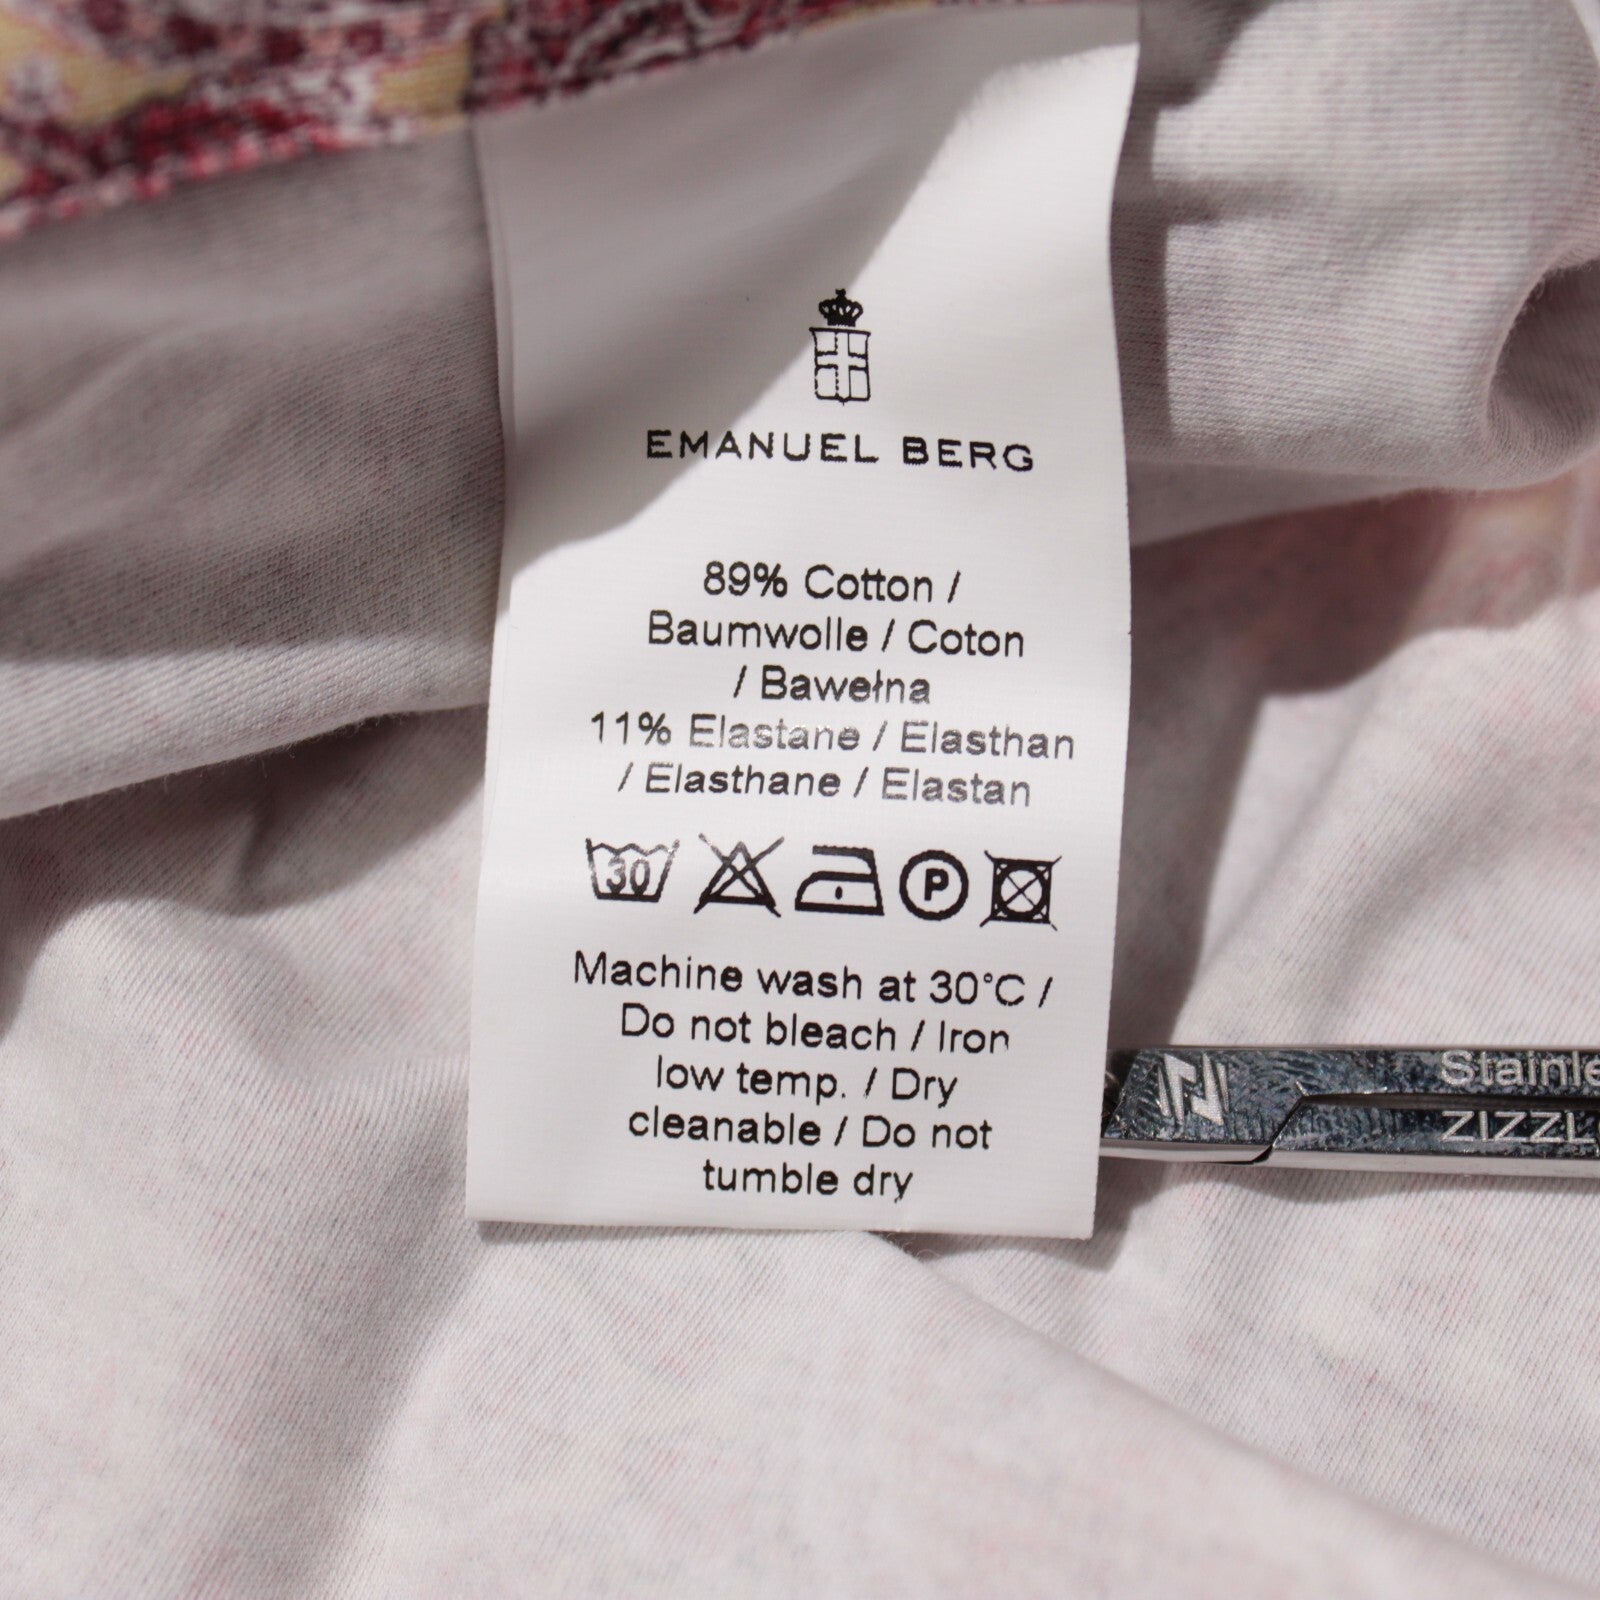 EMANUEL BERG
89% Cotton /
Baumwolle / Coton
/ Bawełna
11% Elastane / Elasthan
/ Elasthane / Elastan
30 P
Machine wash at 30°C /
Do not bleach / Iron
low temp. / Dry
cleanable / Do not
tumble dry